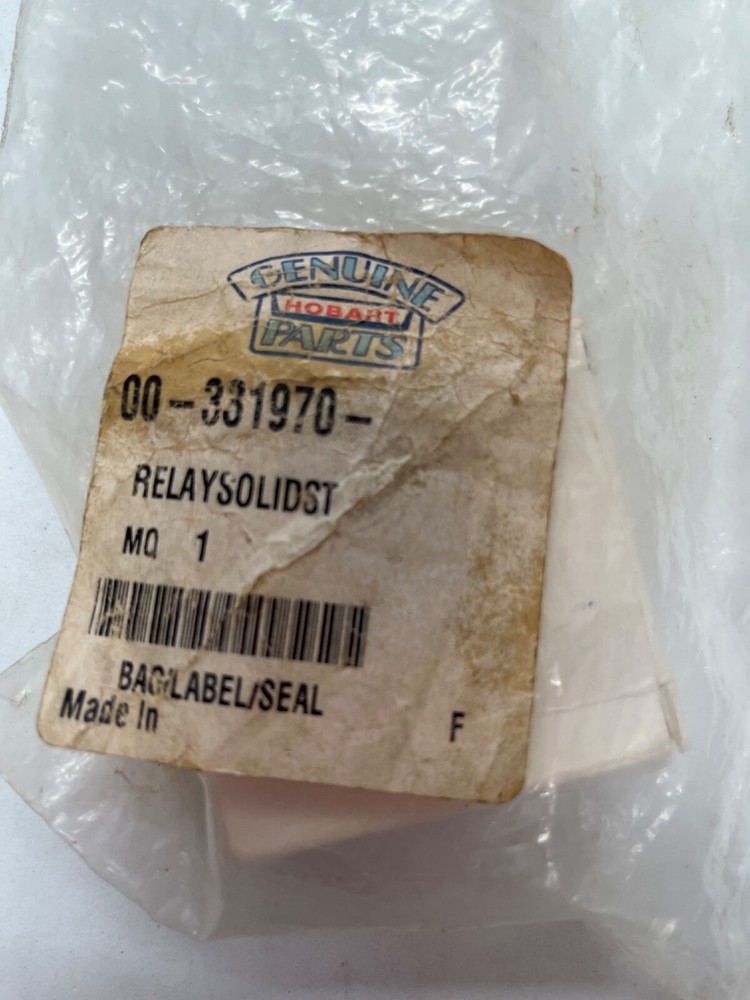 GENUINE
HOBART
PARTS
00-331970-
RELAYSOLIDST
MQ 1
BAG/LABEL/SEAL
Made In
F